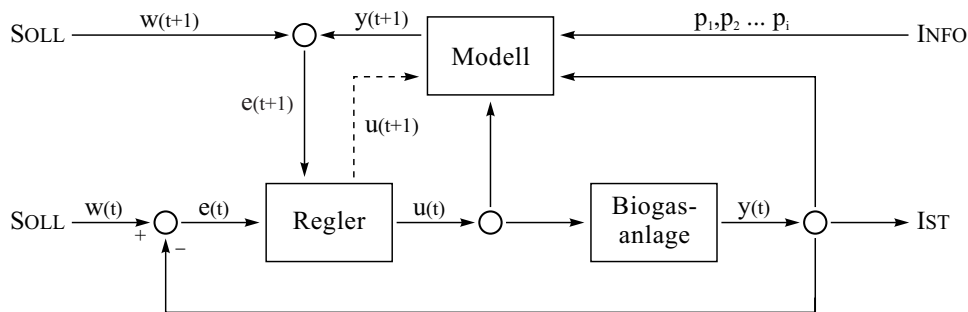 SOLL w(t+1) y(t+1) p₁,p₂ ... pᵢ INFO
Modell
e(t+1)
u(t+1)
SOLL w(t) e(t) Regler u(t) Biogas-
anlage y(t) IST
+
−